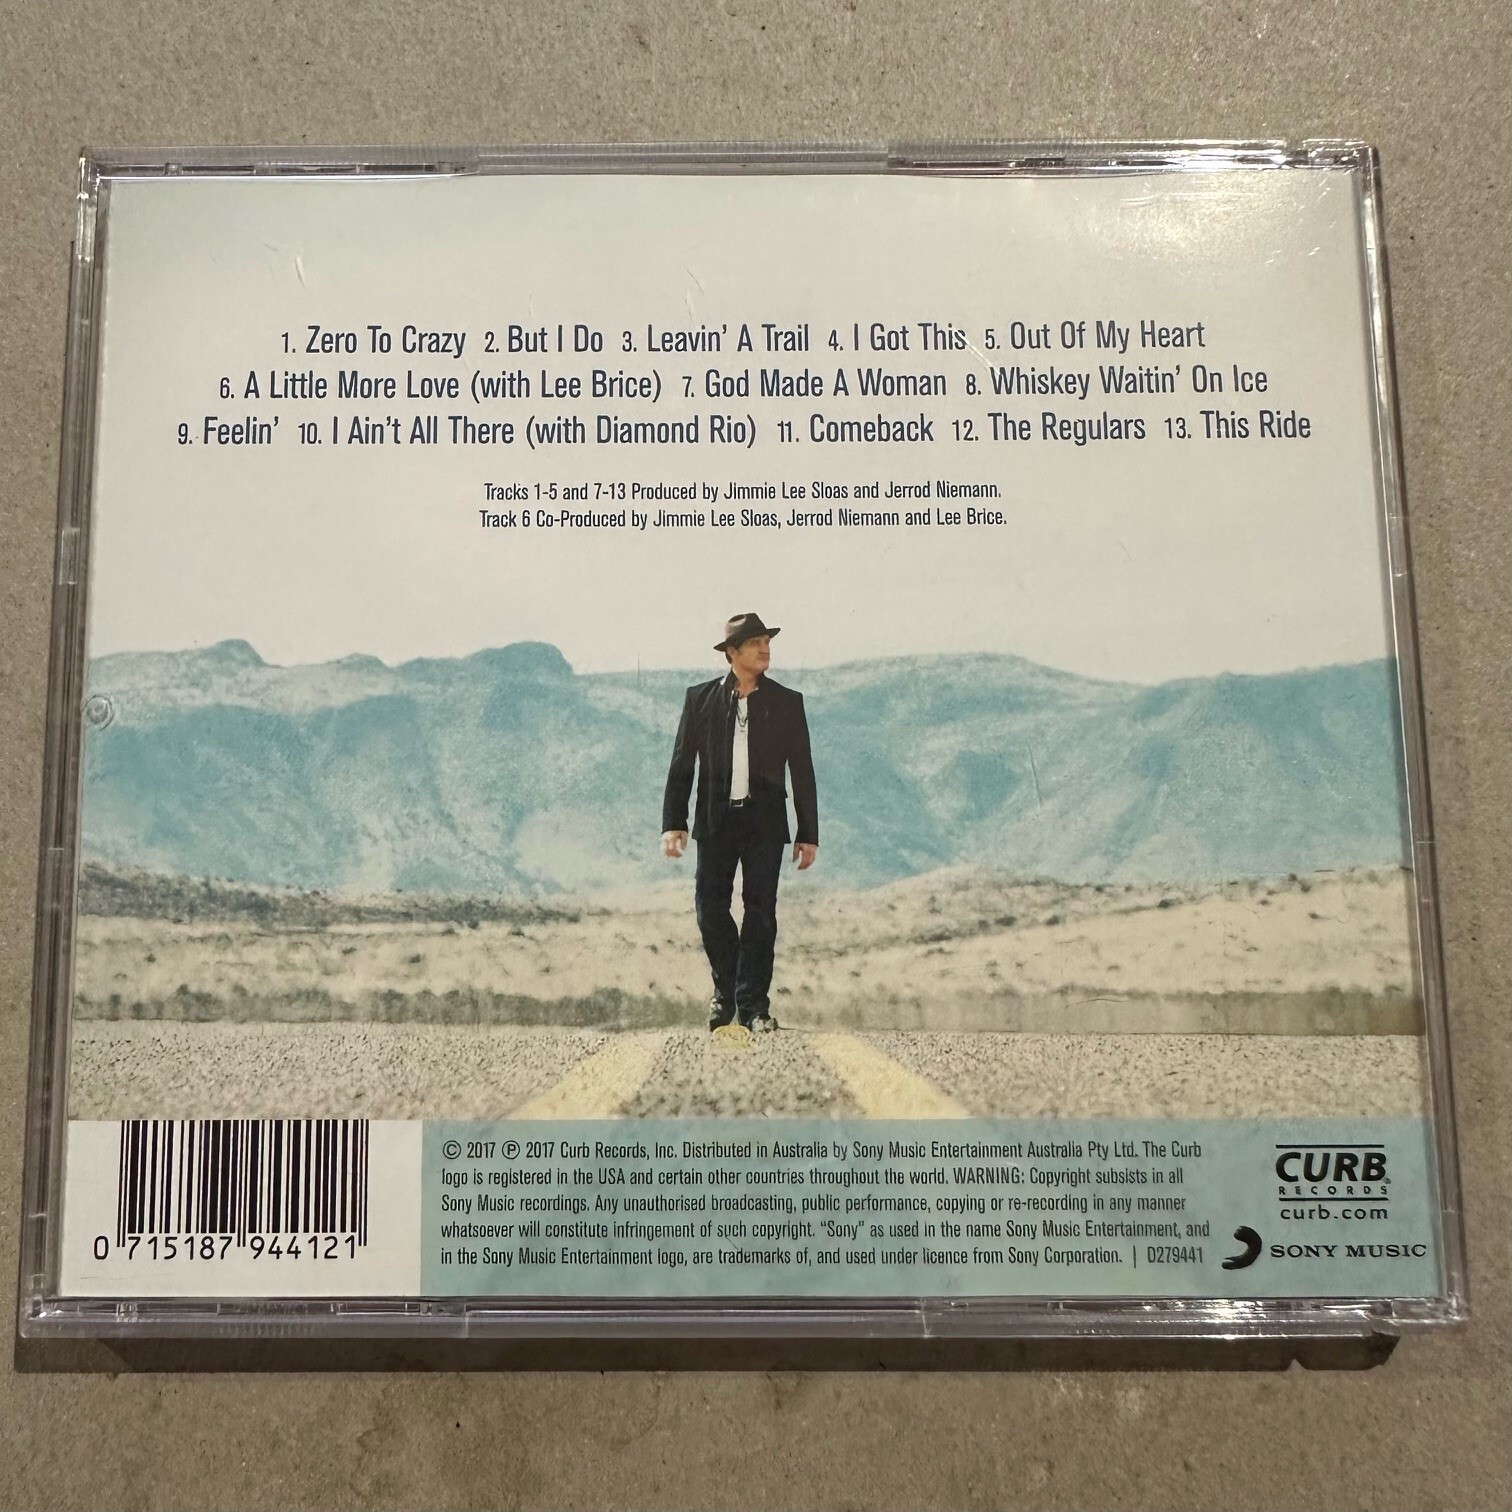 1. Zero To Crazy 2. But I Do 3. Leavin' A Trail 4. I Got This 5. Out Of My Heart
6. A Little More Love (with Lee Brice) 7. God Made A Woman 8. Whiskey Waitin' On Ice
9. Feelin' 10. I Ain't All There (with Diamond Rio) 11. Comeback 12. The Regulars 13. This Ride
Tracks 1-5 and 7-13 Produced by Jimmie Lee Sloas and Jerrod Niemann.
Track 6 Co-Produced by Jimmie Lee Sloas, Jerrod Niemann and Lee Brice.
0 715187 944121
© 2017 ℗ 2017 Curb Records, Inc. Distributed in Australia by Sony Music Entertainment Australia Pty Ltd. The Curb
logo is registered in the USA and certain other countries throughout the world. WARNING: Copyright subsists in all
Sony Music recordings. Any unauthorised broadcasting, public performance, copying or re-recording in any manner
whatsoever will constitute infringement of such copyright. "Sony" as used in the name Sony Music Entertainment, and
in the Sony Music Entertainment logo, are trademarks of, and used under licence from Sony Corporation. | D279441
CURB®
RECORDS
curb.com
SONY MUSIC